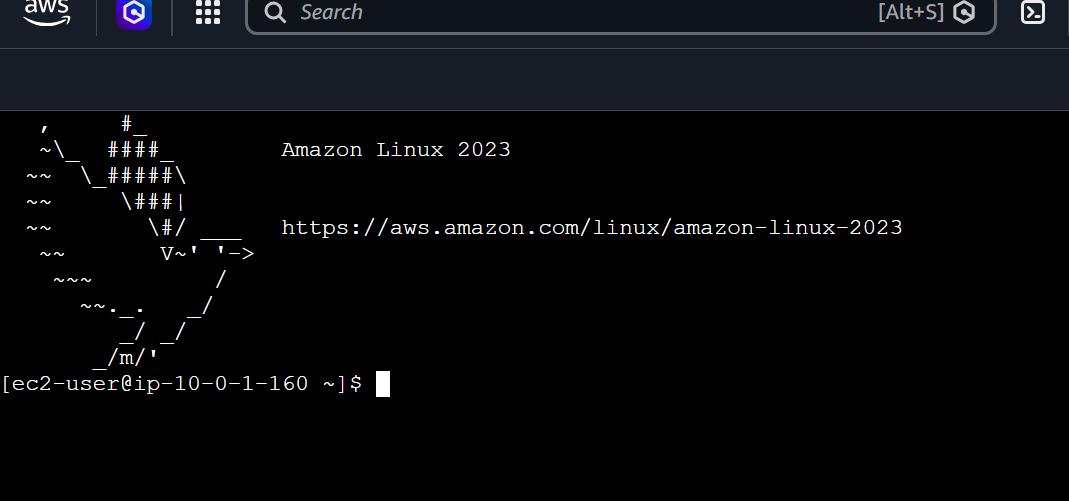 aws
Search [Alt+S]
   ,     #_
   ~\_  ####_        Amazon Linux 2023
  ~~  \_#####\
  ~~     \###|
  ~~       \#/ ___   https://aws.amazon.com/linux/amazon-linux-2023
   ~~       V~' '->
    ~~~         /
      ~~._.   _/
         _/ _/
       _/m/'
[ec2-user@ip-10-0-1-160 ~]$